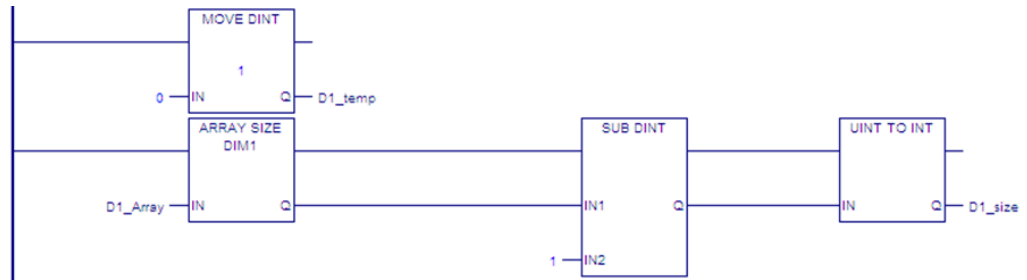 MOVE DINT
1
0 IN Q D1_temp
ARRAY SIZE
DIM1
SUB DINT
UINT TO INT
D1_Array IN Q
IN1 Q
IN Q D1_size
1 IN2